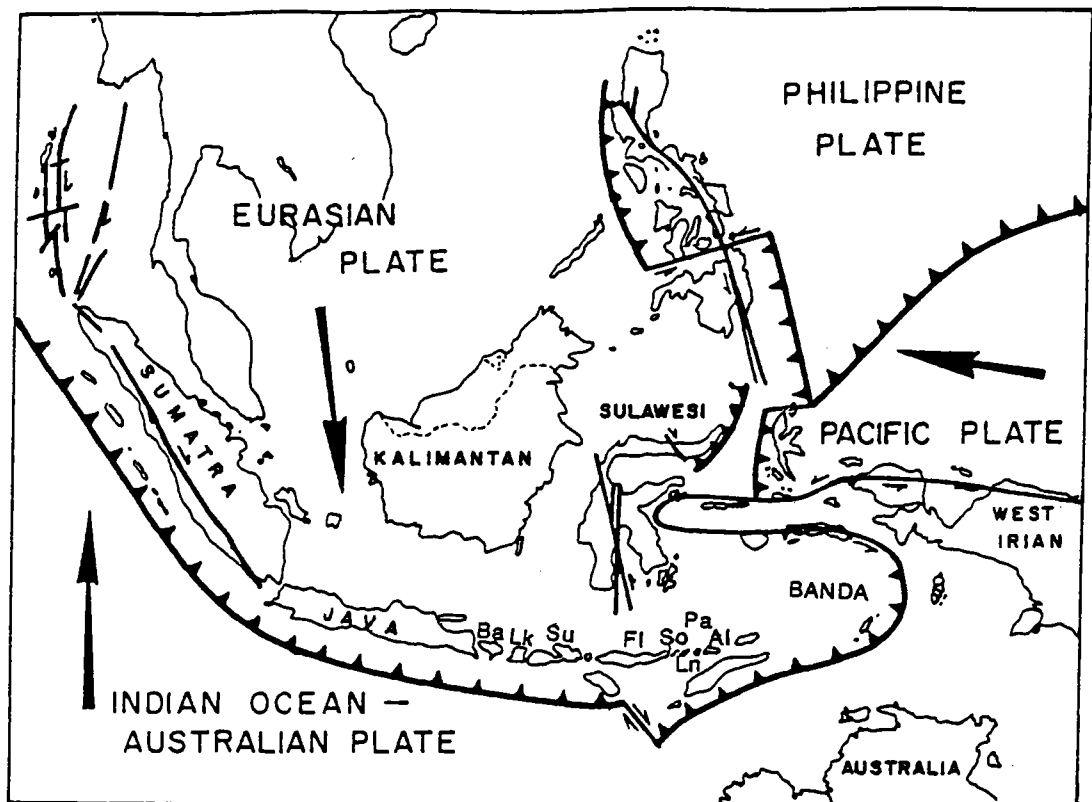 PHILIPPINE
PLATE
EURASIAN
PLATE
SUMATRA
SULAWESI
KALIMANTAN
PACIFIC PLATE
WEST
IRIAN
BANDA
JAVA
Ba Lk Su Fl So Pa Al
Ln
INDIAN OCEAN –
AUSTRALIAN PLATE
AUSTRALIA